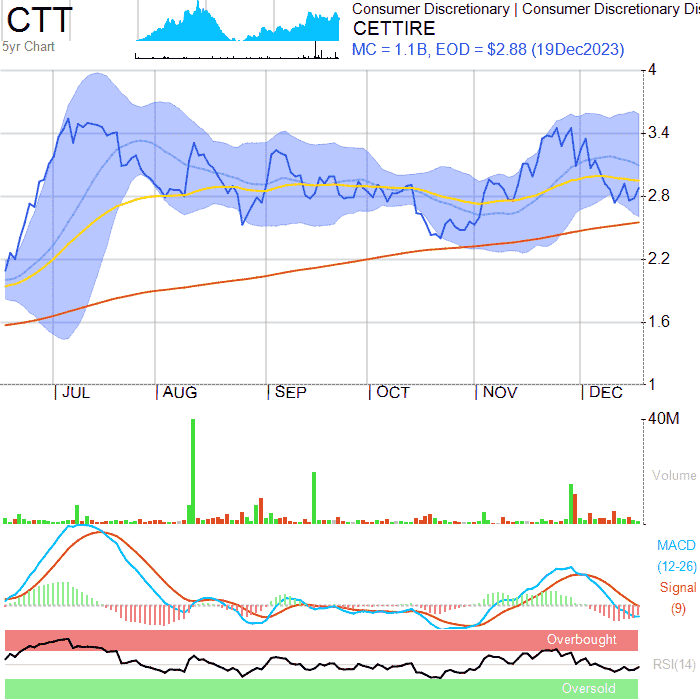 CTT
5yr Chart
Consumer Discretionary | Consumer Discretionary Dis
CETTIRE
MC = 1.1B, EOD = $2.88 (19Dec2023)
4
3.4
2.8
2.2
1.6
1
JUL AUG SEP OCT NOV DEC
40M
Volume
MACD
(12-26)
Signal
(9)
Overbought
RSI(14)
Oversold